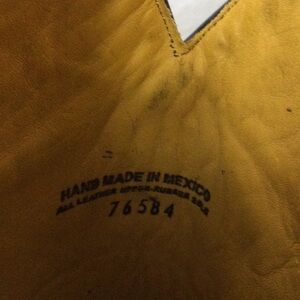 HAND MADE IN MEXICO
ALL LEATHER UPPER-RUBBER SOLE
76584